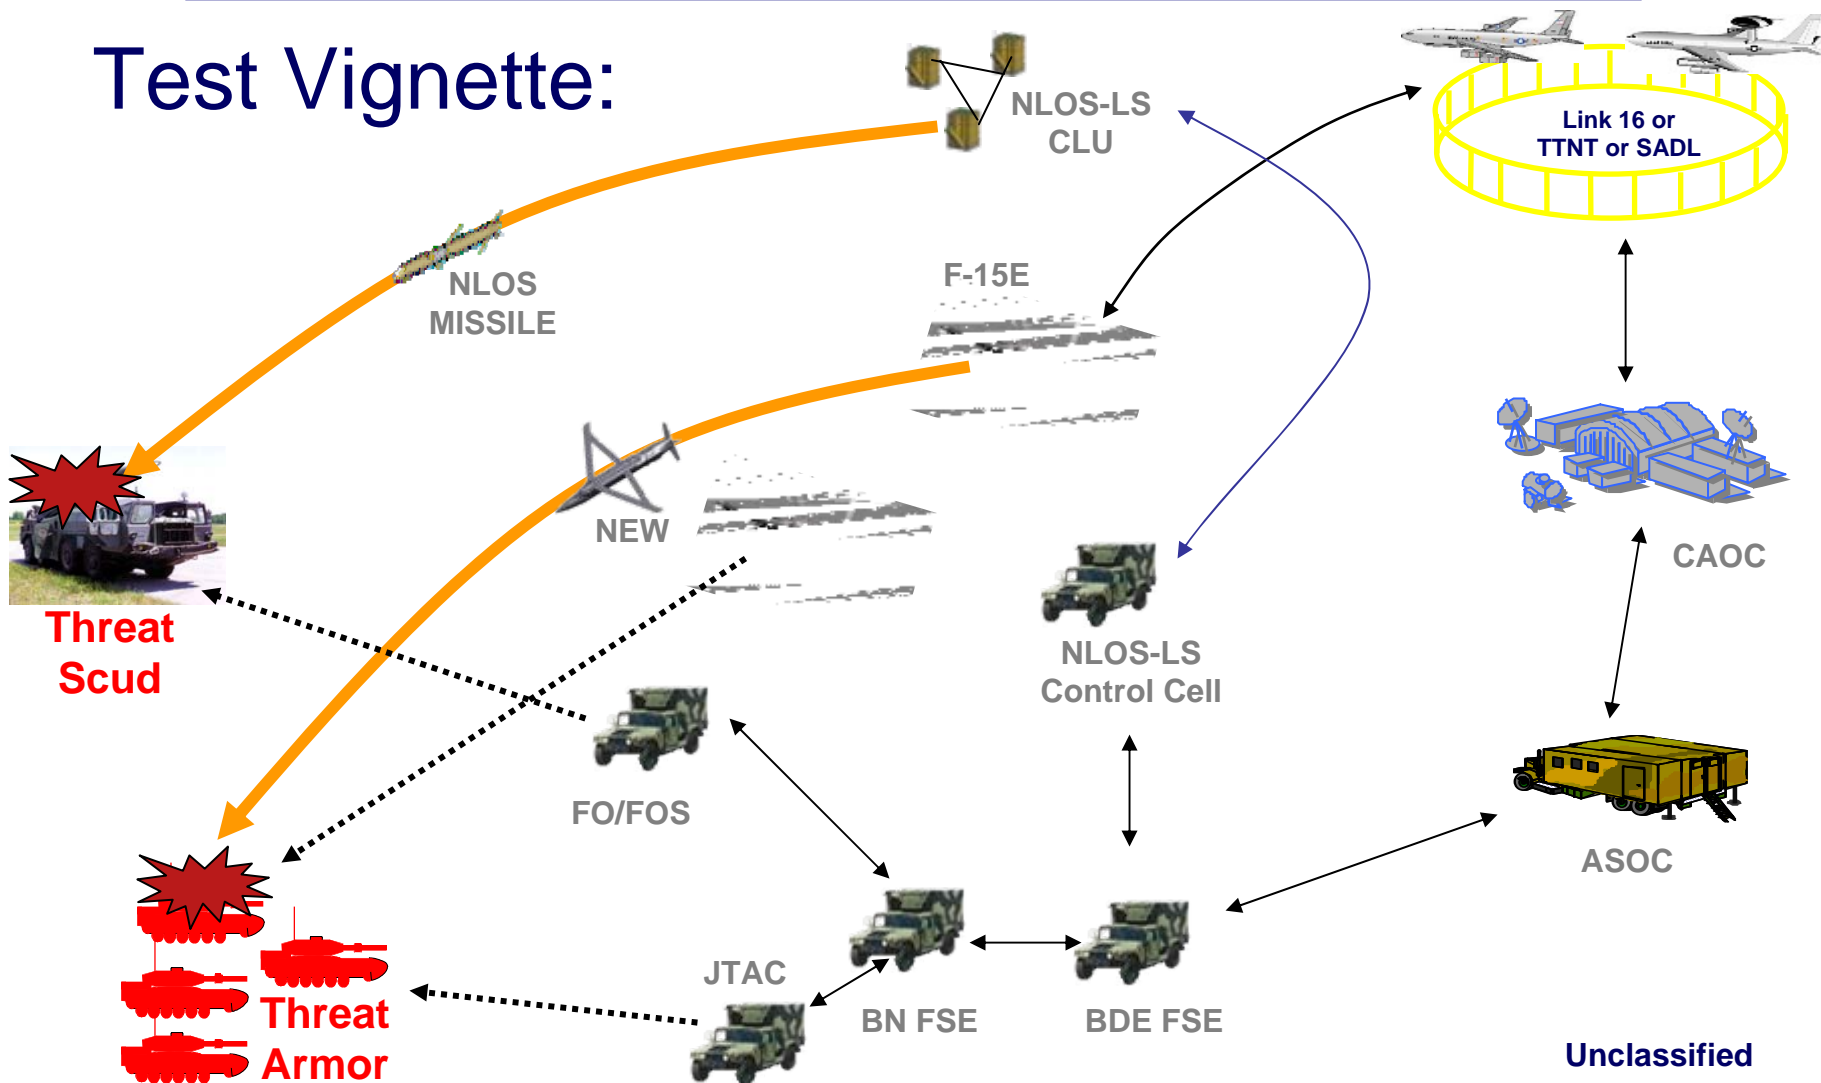 Test Vignette:
NLOS-LS
CLU
Link 16 or
TTNT or SADL
NLOS
MISSILE
F-15E
NEW
CAOC
Threat
Scud
NLOS-LS
Control Cell
FO/FOS
ASOC
JTAC
BN FSE
BDE FSE
Threat
Armor
Unclassified